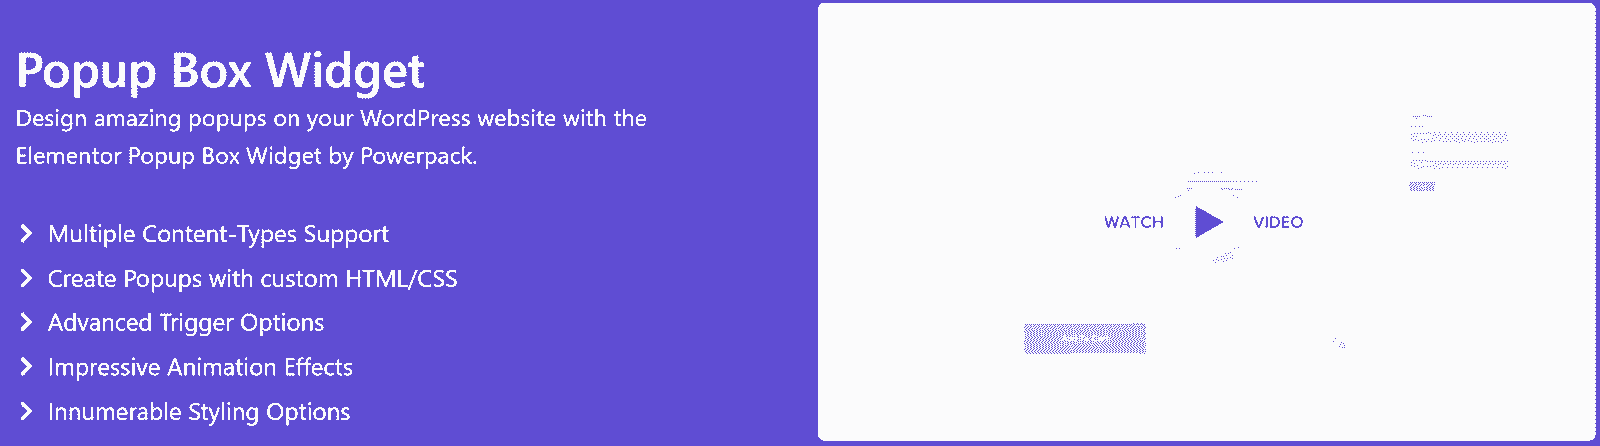 Popup Box Widget
Design amazing popups on your WordPress website with the
Elementor Popup Box Widget by Powerpack.
Multiple Content-Types Support
Create Popups with custom HTML/CSS
Advanced Trigger Options
Impressive Animation Effects
Innumerable Styling Options
WATCH VIDEO